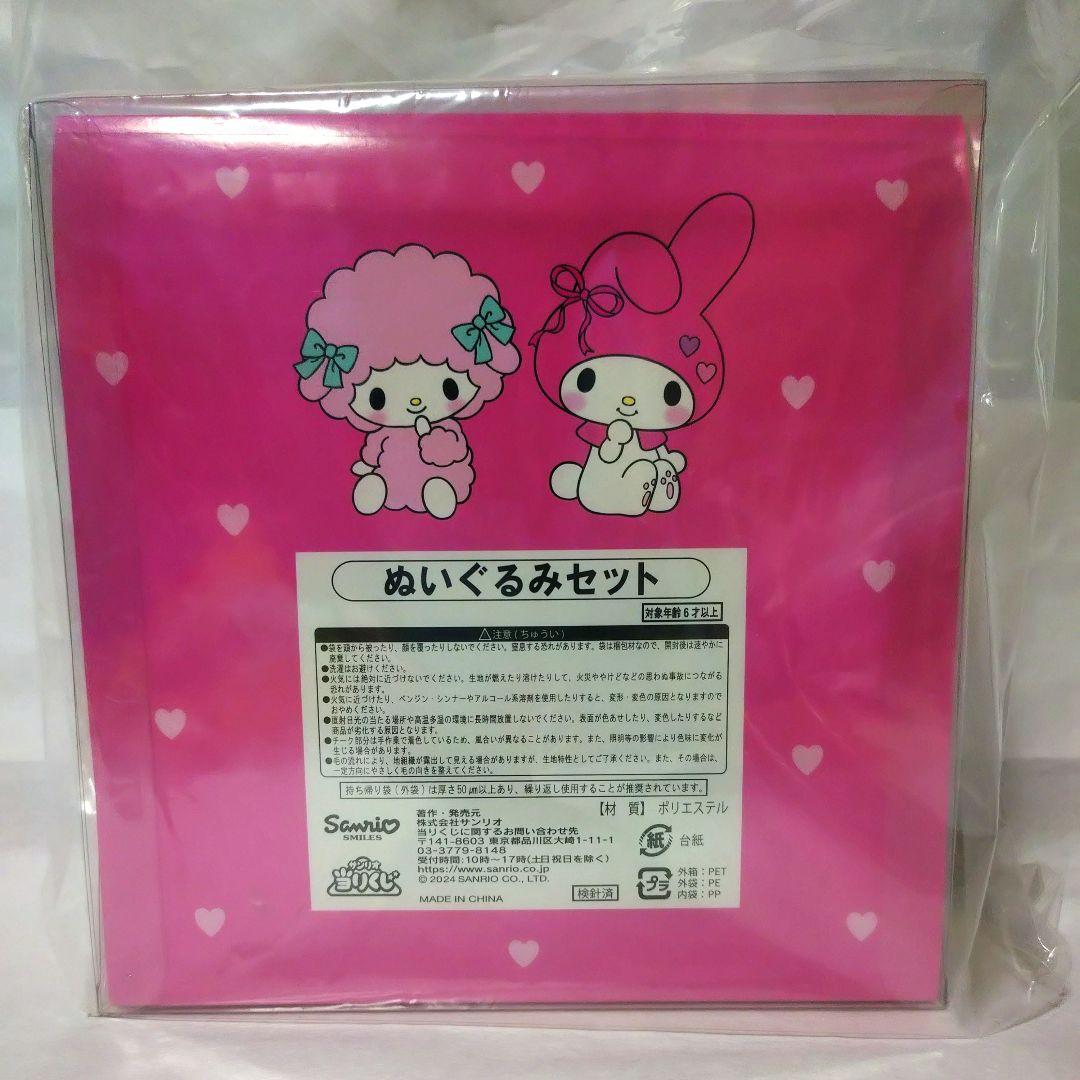 ぬいぐるみセット
対象年齢6才以上
⚠注意(ちゅうい)
●袋を頭から被ったり、顔を覆ったりしないでください。窒息する恐れがあります。袋は梱包材なので、開封後は速やかに
廃棄してください。
●洗濯はお避けください。
●火気には絶対に近づけないでください。生地が燃えたり溶けたりして、火災ややけどなどの思わぬ事故につながる
恐れがあります。
●火気に近づけたり、ベンジン・シンナーやアルコール系溶剤を使用したりすると、変形・変色の原因となりますので
おやめください。
●直射日光の当たる場所や高温多湿の環境に長時間放置しないでください。表面が色あせしたり、変色したりするなど
商品が劣化する原因となります。
●チーク部分は手作業で着色しているため、風合いが異なることがあります。また、照明等の影響により色味に変化が
生じる場合があります。
●毛の流れにより、地組織が露出して見える場合がありますが、生地特性としてご了承ください。また、その場合は、
一定方向にやさしく毛の向きを整えてください。
持ち帰り袋(外袋)は厚さ50μm以上あり、繰り返し使用することが推奨されています。
【材 質】 ポリエステル
Sanrio
SMILES
サンリオ
当りくじ
著作・発売元
株式会社サンリオ
当りくじに関するお問い合わせ先
〒141-8603 東京都品川区大崎1-11-1
03-3779-8148
受付時間:10時~17時(土日祝日を除く)
https://www.sanrio.co.jp
© 2024 SANRIO CO., LTD.
MADE IN CHINA
検針済
紙 台紙
プラ
外箱:PET
外袋:PE
内袋:PP